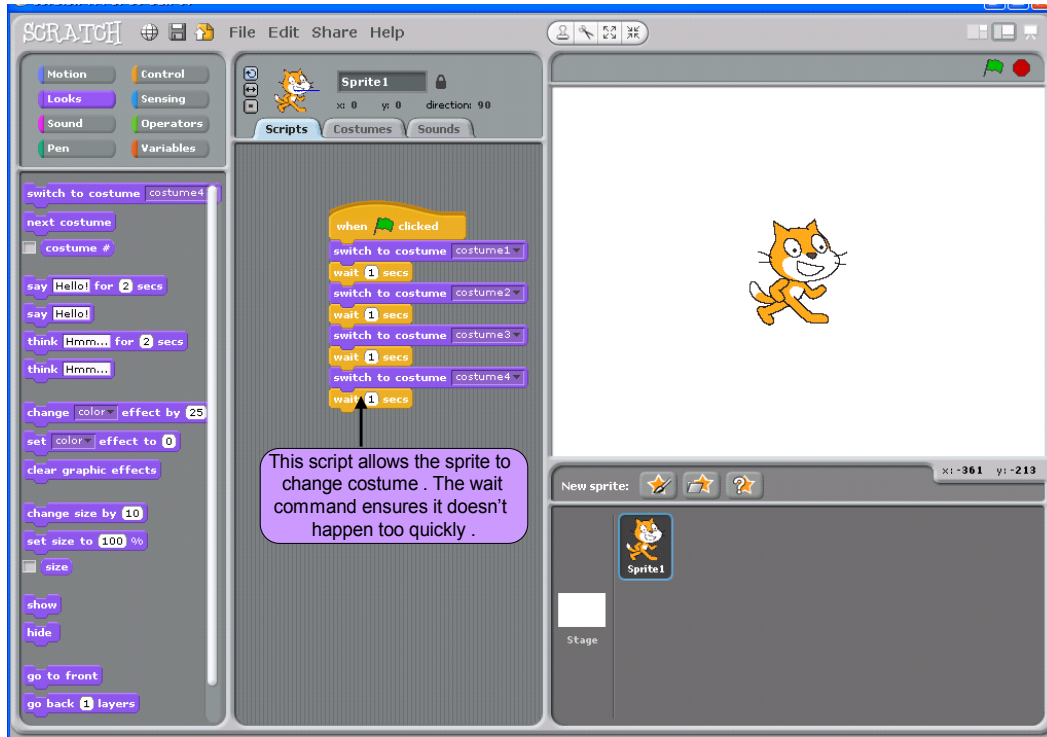 SCRATCH File Edit Share Help
Motion Control
Looks Sensing
Sound Operators
Pen Variables
switch to costume costume4
next costume
costume #
say Hello! for 2 secs
say Hello!
think Hmm... for 2 secs
think Hmm...
change color effect by 25
set color effect to 0
clear graphic effects
change size by 10
set size to 100 %
size
show
hide
go to front
go back 1 layers
Sprite1
x: 0 y: 0 direction: 90
Scripts Costumes Sounds
when clicked
switch to costume costume1
wait 1 secs
switch to costume costume2
wait 1 secs
switch to costume costume3
wait 1 secs
switch to costume costume4
wait 1 secs
This script allows the sprite to
change costume . The wait
command ensures it doesn't
happen too quickly .
x: -361 y: -213
New sprite:
Sprite1
Stage